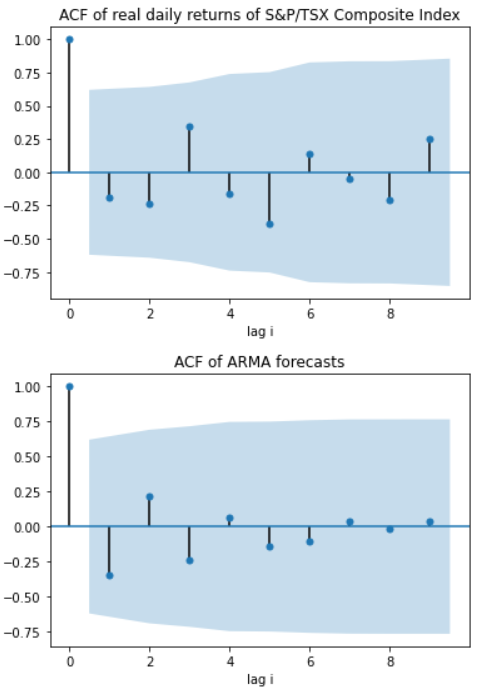 ACF of real daily returns of S&P/TSX Composite Index
1.00
0.75
0.50
0.25
0.00
−0.25
−0.50
−0.75
0 2 4 6 8
lag i
ACF of ARMA forecasts
1.00
0.75
0.50
0.25
0.00
−0.25
−0.50
−0.75
0 2 4 6 8
lag i